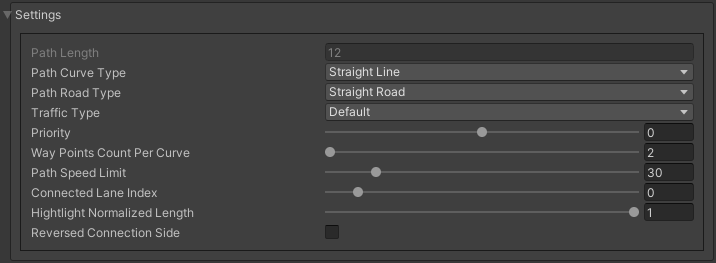 Settings
Path Length 12
Path Curve Type Straight Line
Path Road Type Straight Road
Traffic Type Default
Priority 0
Way Points Count Per Curve 2
Path Speed Limit 30
Connected Lane Index 0
Hightlight Normalized Length 1
Reversed Connection Side